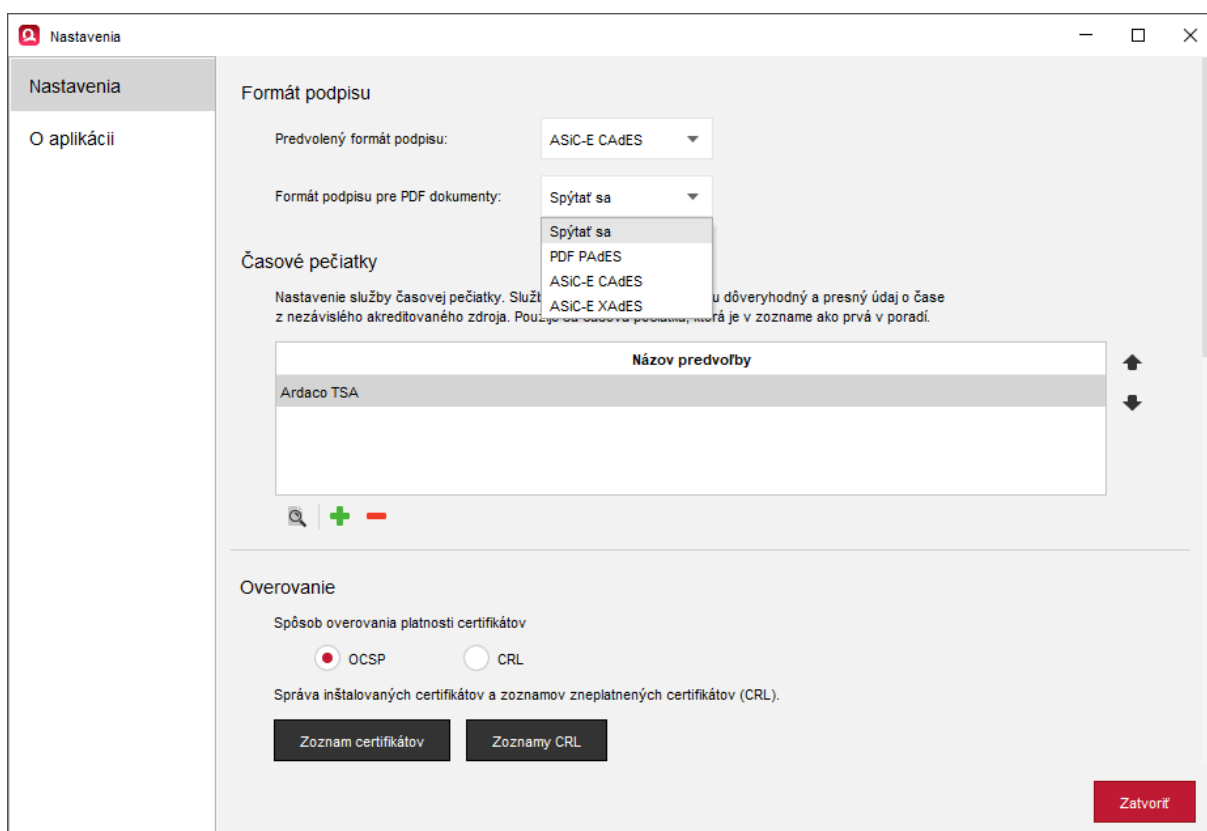 Nastavenia
Nastavenia
O aplikácii
Formát podpisu
Predvolený formát podpisu:
ASiC-E CAdES
Formát podpisu pre PDF dokumenty:
Spýtať sa
Spýtať sa
PDF PAdES
ASiC-E CAdES
ASiC-E XAdES
Časové pečiatky
Nastavenie služby časovej pečiatky. dôveryhodný a presný údaj o čase
z nezávislého akreditovaného zdroja. je v zozname ako prvá v poradí.
Názov predvoľby
Ardaco TSA
Overovanie
Spôsob overovania platnosti certifikátov
OCSP
CRL
Správa inštalovaných certifikátov a zoznamov zneplatnených certifikátov (CRL).
Zoznam certifikátov
Zoznamy CRL
Zatvoriť